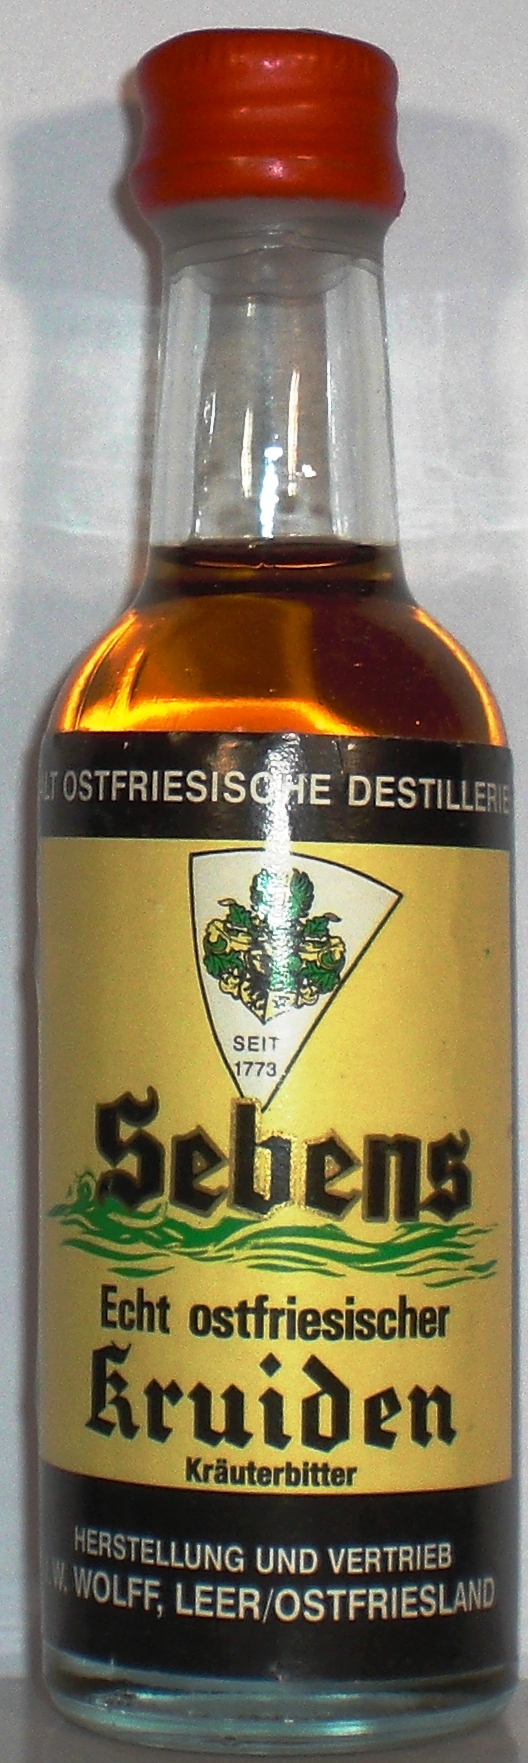 ALT OSTFRIESISCHE DESTILLERIE
SEIT
1773
Sebens
Echt ostfriesischer
Kruiden
Kräuterbitter
HERSTELLUNG UND VERTRIEB
.W. WOLFF, LEER/OSTFRIESLAND